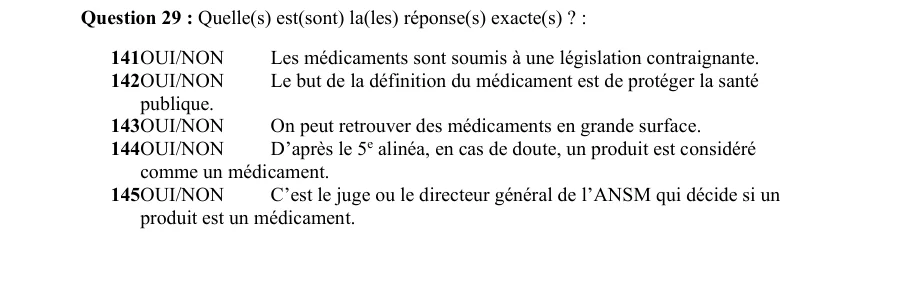 Question 29 : Quelle(s) est(sont) la(les) réponse(s) exacte(s) ? :
141OUI/NON Les médicaments sont soumis à une législation contraignante.
142OUI/NON Le but de la définition du médicament est de protéger la santé
publique.
143OUI/NON On peut retrouver des médicaments en grande surface.
144OUI/NON D’après le 5e alinéa, en cas de doute, un produit est considéré
comme un médicament.
145OUI/NON C’est le juge ou le directeur général de l’ANSM qui décide si un
produit est un médicament.